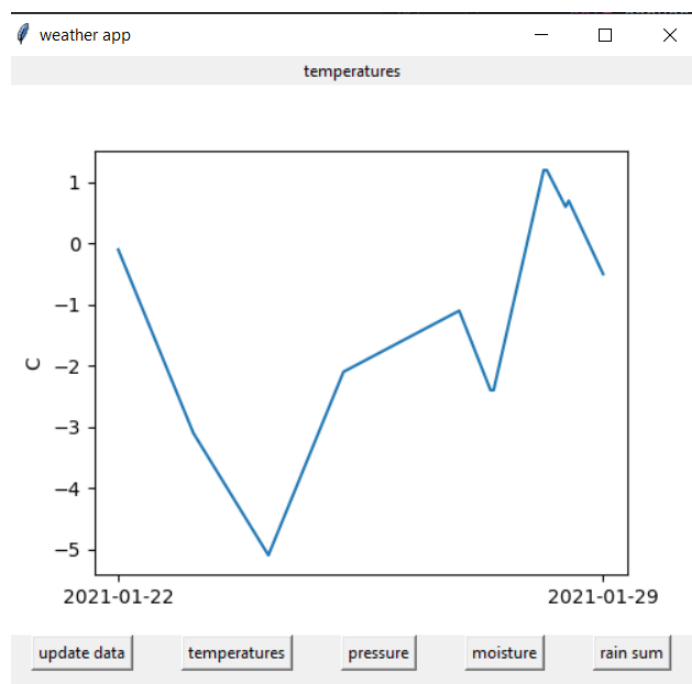 weather app
temperatures
1
0
−1
−2
−3
−4
−5
C
2021-01-22 2021-01-29
update data temperatures pressure moisture rain sum